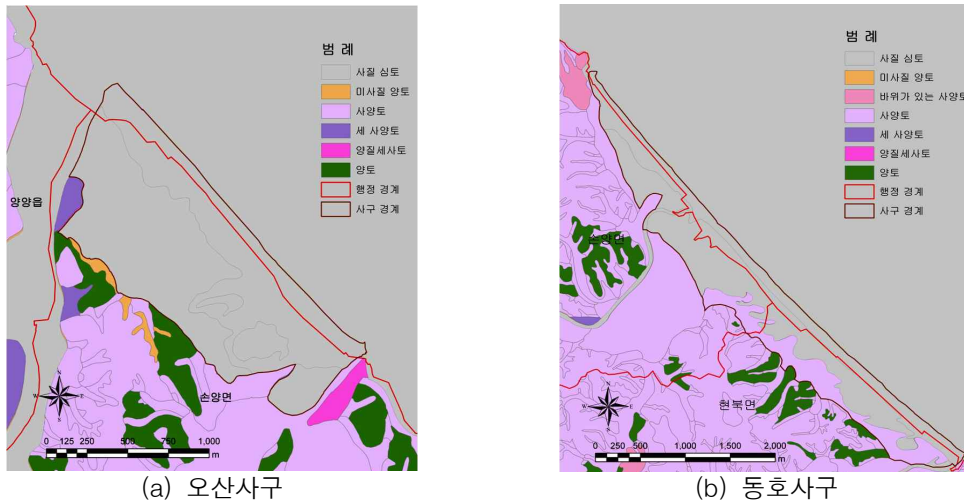 범 례
사질 심토
미사질 양토
사양토
세 사양토
양질세사토
양토
행정 경계
사구 경계
양양읍
손양면
N
W
E
S
0 125 250 500 750 1,000
m
(a) 오산사구
범 례
사질 심토
미사질 양토
바위가 있는 사양토
사양토
세 사양토
양질세사토
양토
행정 경계
사구 경계
손양면
현북면
N
W
E
S
0 250 500 1,000 1,500 2,000
m
(b) 동호사구